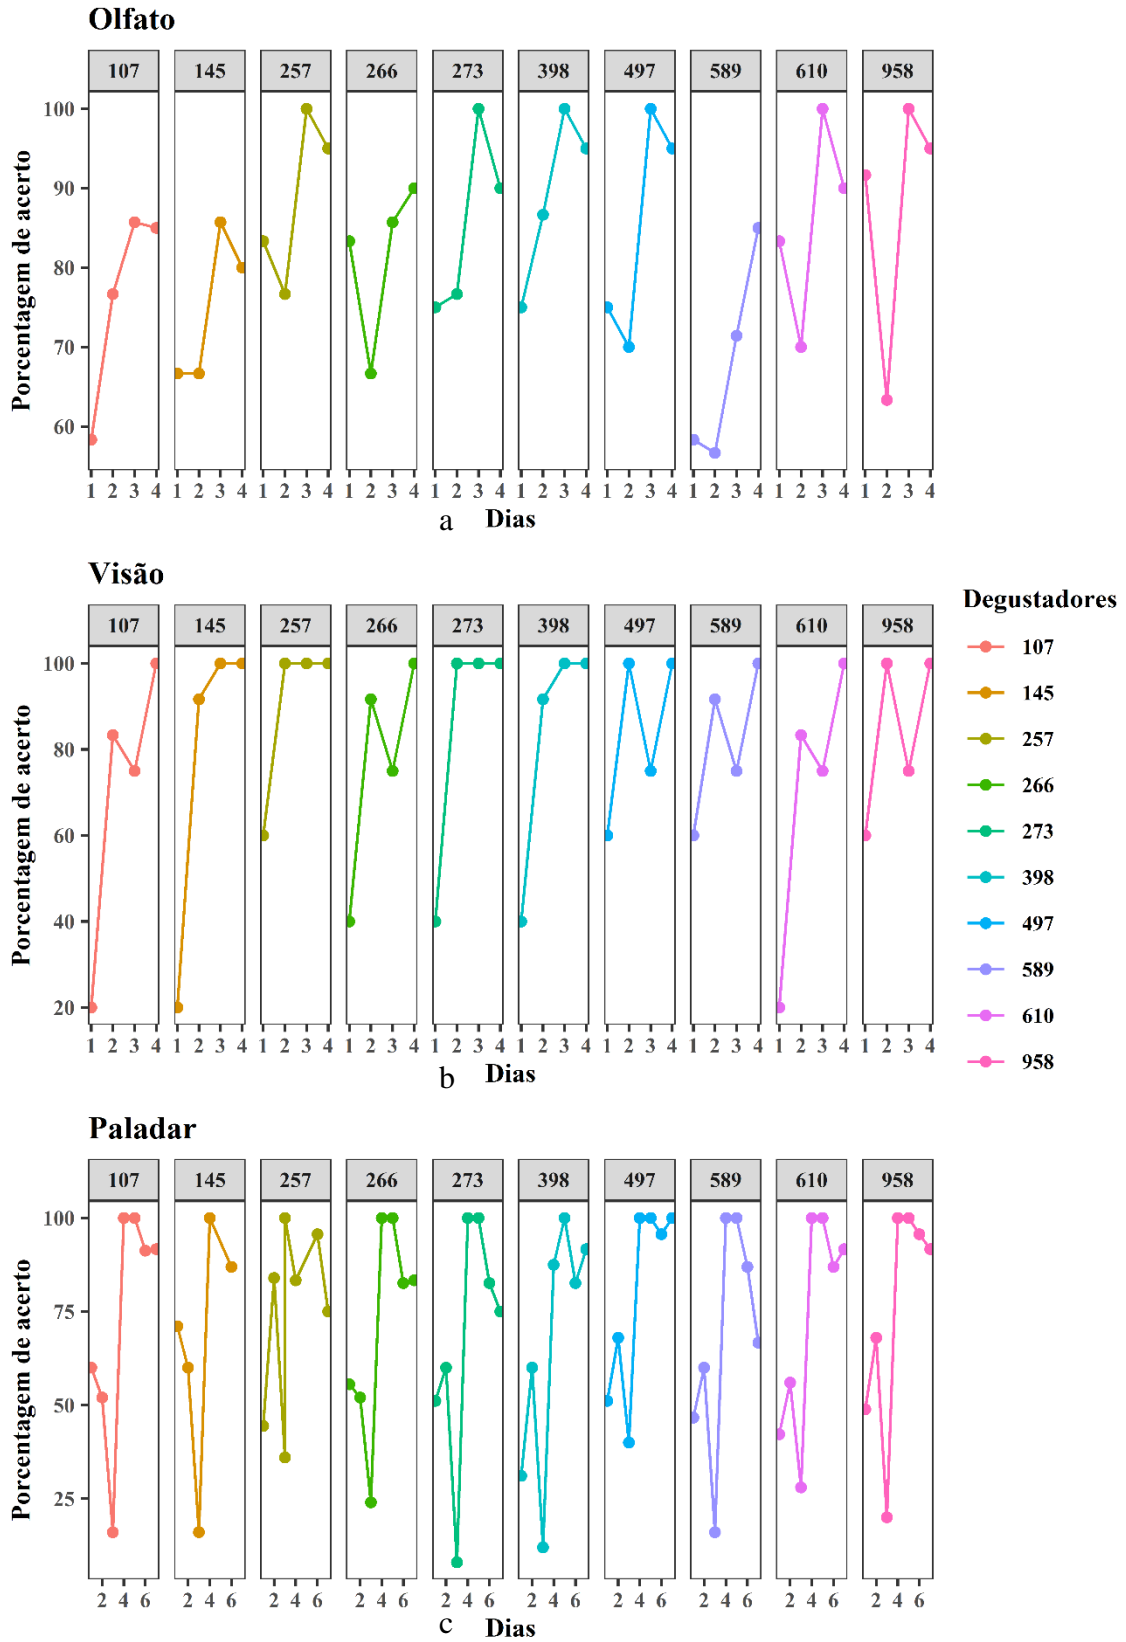 Olfato
107 145 257 266 273 398 497 589 610 958
100
90
80
70
60
Porcentagem de acerto
1 2 3 4 1 2 3 4 1 2 3 4 1 2 3 4 1 2 3 4 1 2 3 4 1 2 3 4 1 2 3 4 1 2 3 4 1 2 3 4
a Dias
Visão
107 145 257 266 273 398 497 589 610 958
100
80
60
40
20
Porcentagem de acerto
1 2 3 4 1 2 3 4 1 2 3 4 1 2 3 4 1 2 3 4 1 2 3 4 1 2 3 4 1 2 3 4 1 2 3 4 1 2 3 4
b Dias
Degustadores
107
145
257
266
273
398
497
589
610
958
Paladar
107 145 257 266 273 398 497 589 610 958
100
75
50
25
Porcentagem de acerto
2 4 6 2 4 6 2 4 6 2 4 6 2 4 6 2 4 6 2 4 6 2 4 6 2 4 6 2 4 6
c Dias